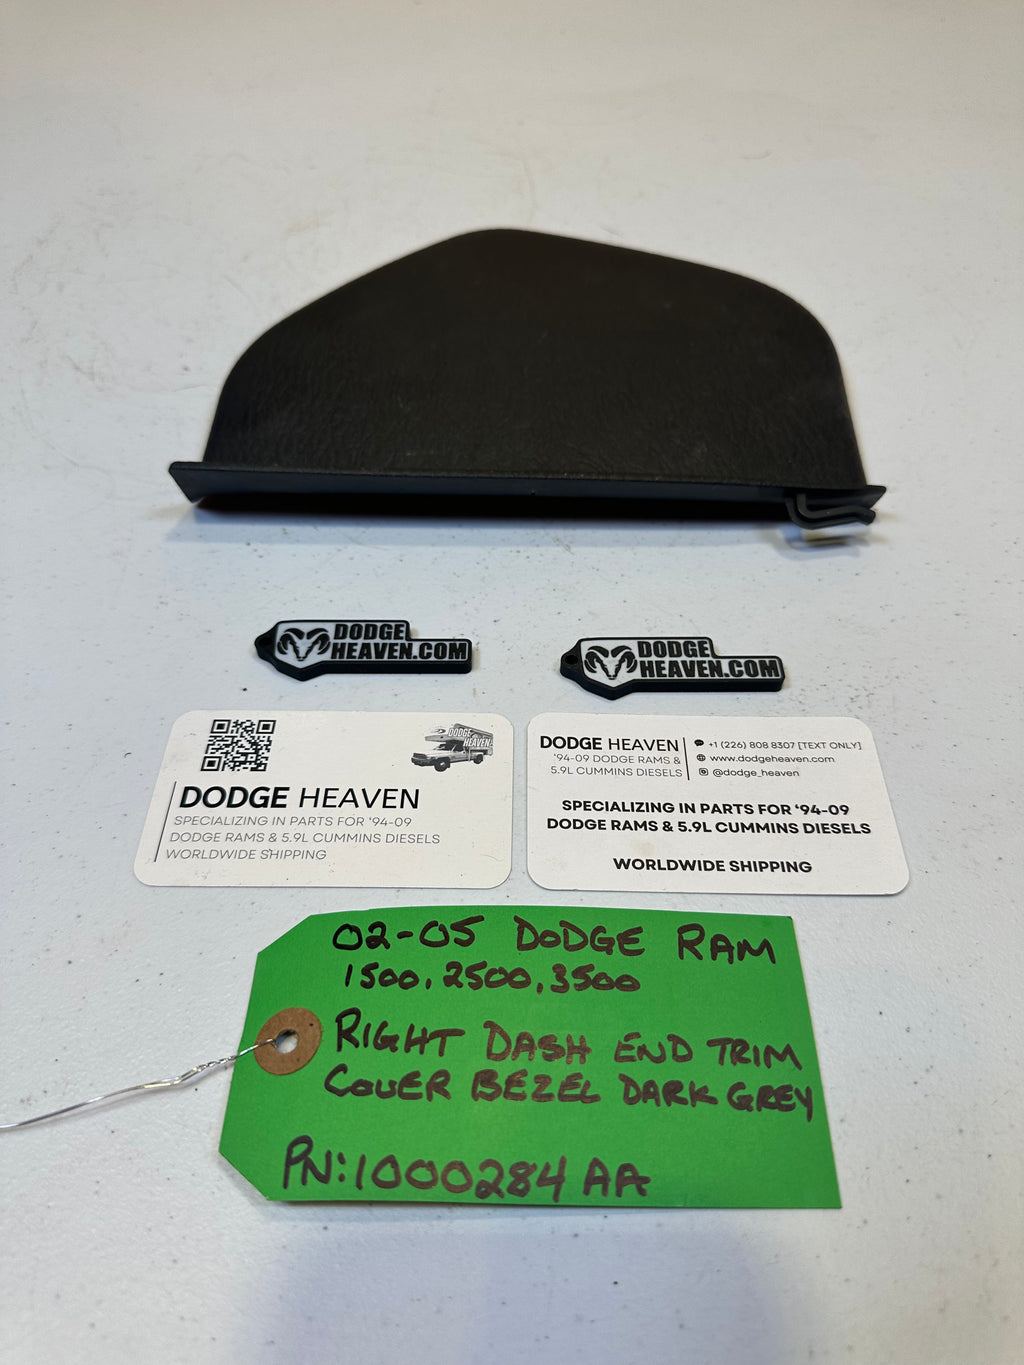 DODGE
HEAVEN.COM
DODGE
HEAVEN.COM
DODGE
HEAVEN
DODGE HEAVEN
SPECIALIZING IN PARTS FOR '94-09
DODGE RAMS & 5.9L CUMMINS DIESELS
WORLDWIDE SHIPPING
DODGE HEAVEN
'94-09 DODGE RAMS &
5.9L CUMMINS DIESELS
+1 (226) 808 8307 [TEXT ONLY]
www.dodgeheaven.com
@dodge_heaven
SPECIALIZING IN PARTS FOR '94-09
DODGE RAMS & 5.9L CUMMINS DIESELS
WORLDWIDE SHIPPING
02-05 DODGE RAM
1500, 2500, 3500
RIGHT DASH END TRIM
COVER BEZEL DARK GREY
PN: 1000284AA